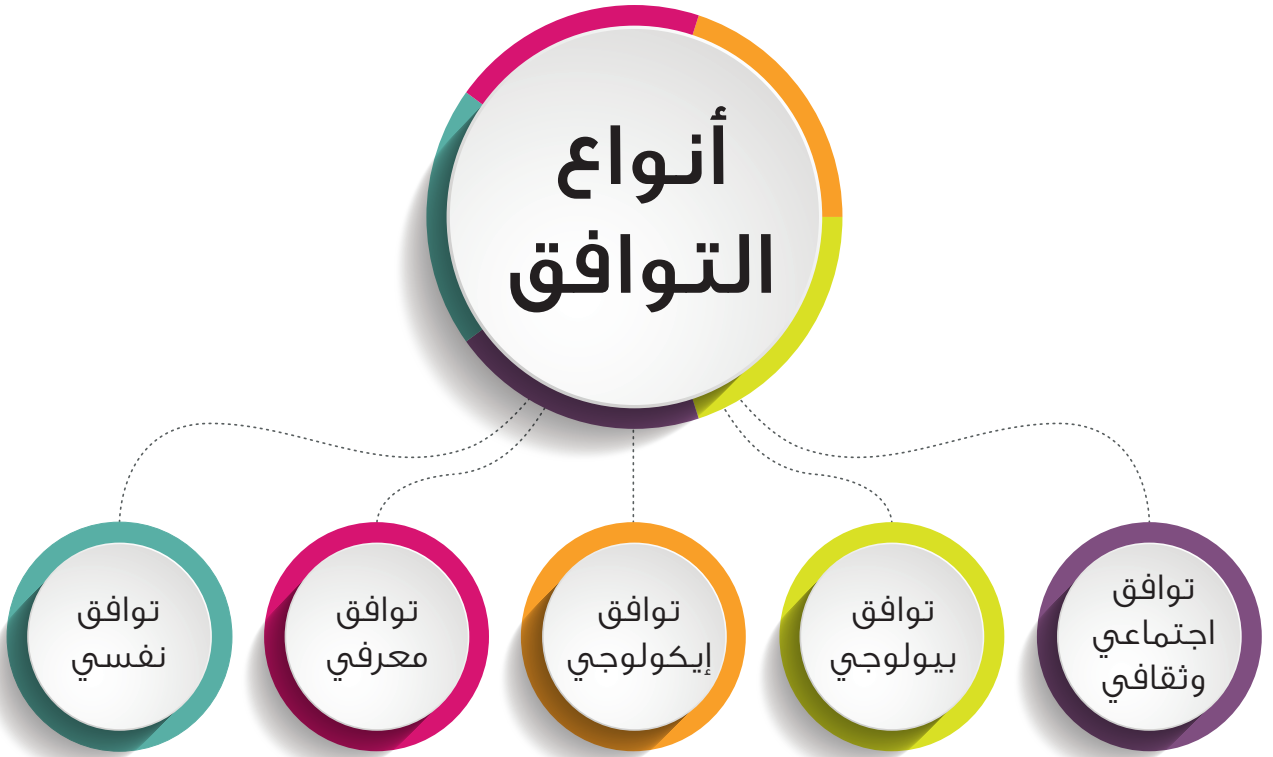 أنواع
التوافق
توافق
اجتماعي
وثقافي
توافق
بيولوجي
توافق
إيكولوجي
توافق
معرفي
توافق
نفسي